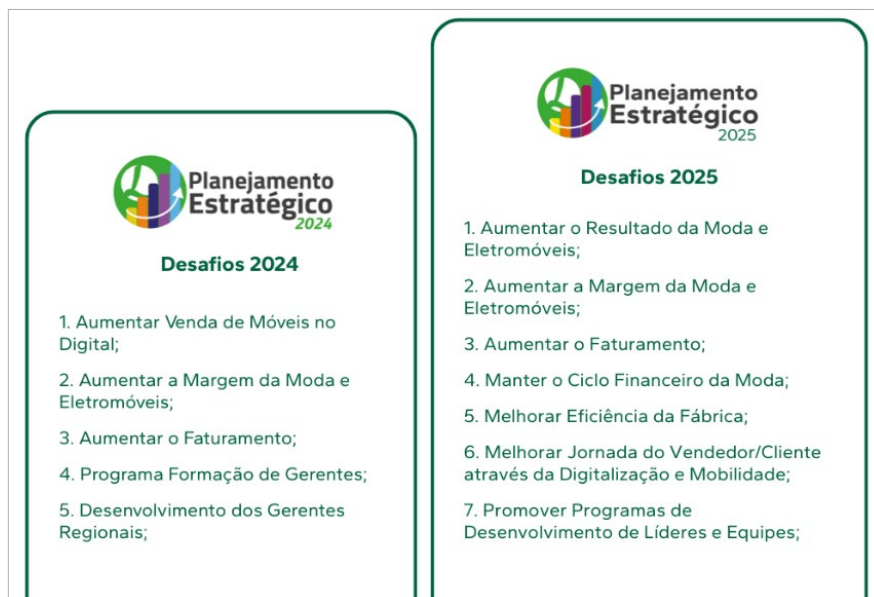 Planejamento
Estratégico
2024
Desafios 2024
1. Aumentar Venda de Móveis no
Digital;
2. Aumentar a Margem da Moda e
Eletromóveis;
3. Aumentar o Faturamento;
4. Programa Formação de Gerentes;
5. Desenvolvimento dos Gerentes
Regionais;
Planejamento
Estratégico
2025
Desafios 2025
1. Aumentar o Resultado da Moda e
Eletromóveis;
2. Aumentar a Margem da Moda e
Eletromóveis;
3. Aumentar o Faturamento;
4. Manter o Ciclo Financeiro da Moda;
5. Melhorar Eficiência da Fábrica;
6. Melhorar Jornada do Vendedor/Cliente
através da Digitalização e Mobilidade;
7. Promover Programas de
Desenvolvimento de Líderes e Equipes;